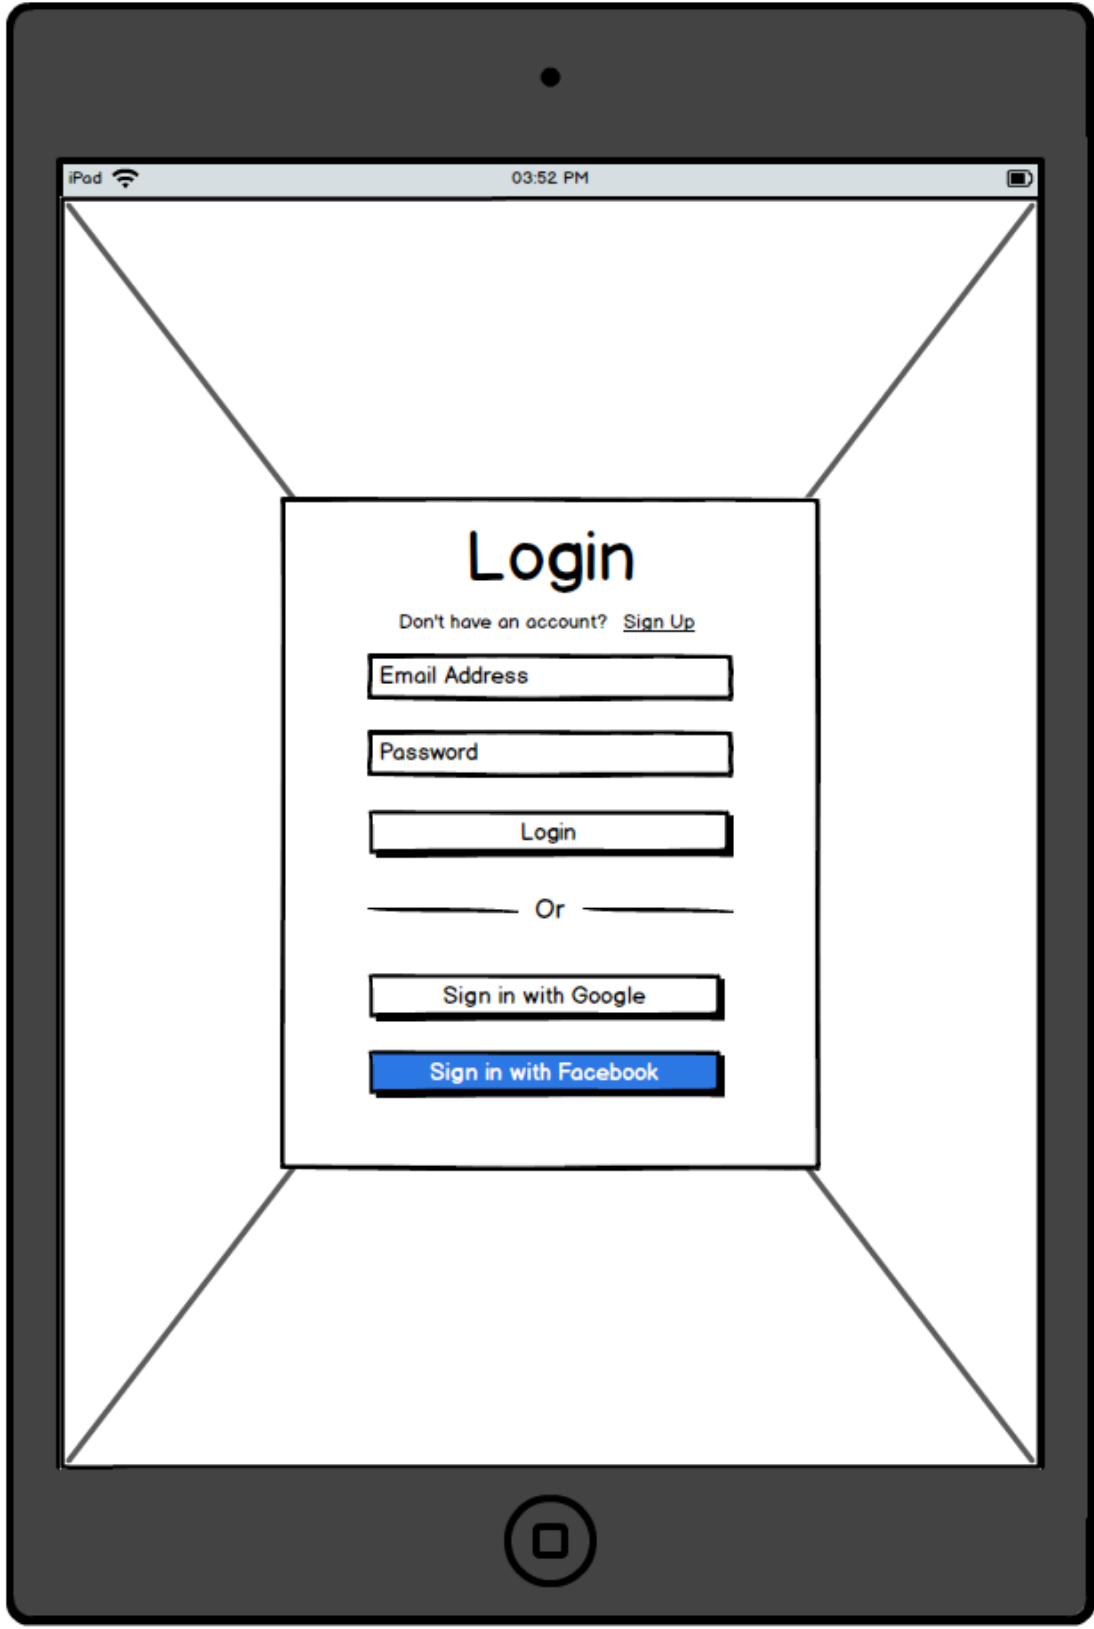 iPad 03:52 PM
Login
Don't have an account? Sign Up
Email Address
Password
Login
Or
Sign in with Google
Sign in with Facebook